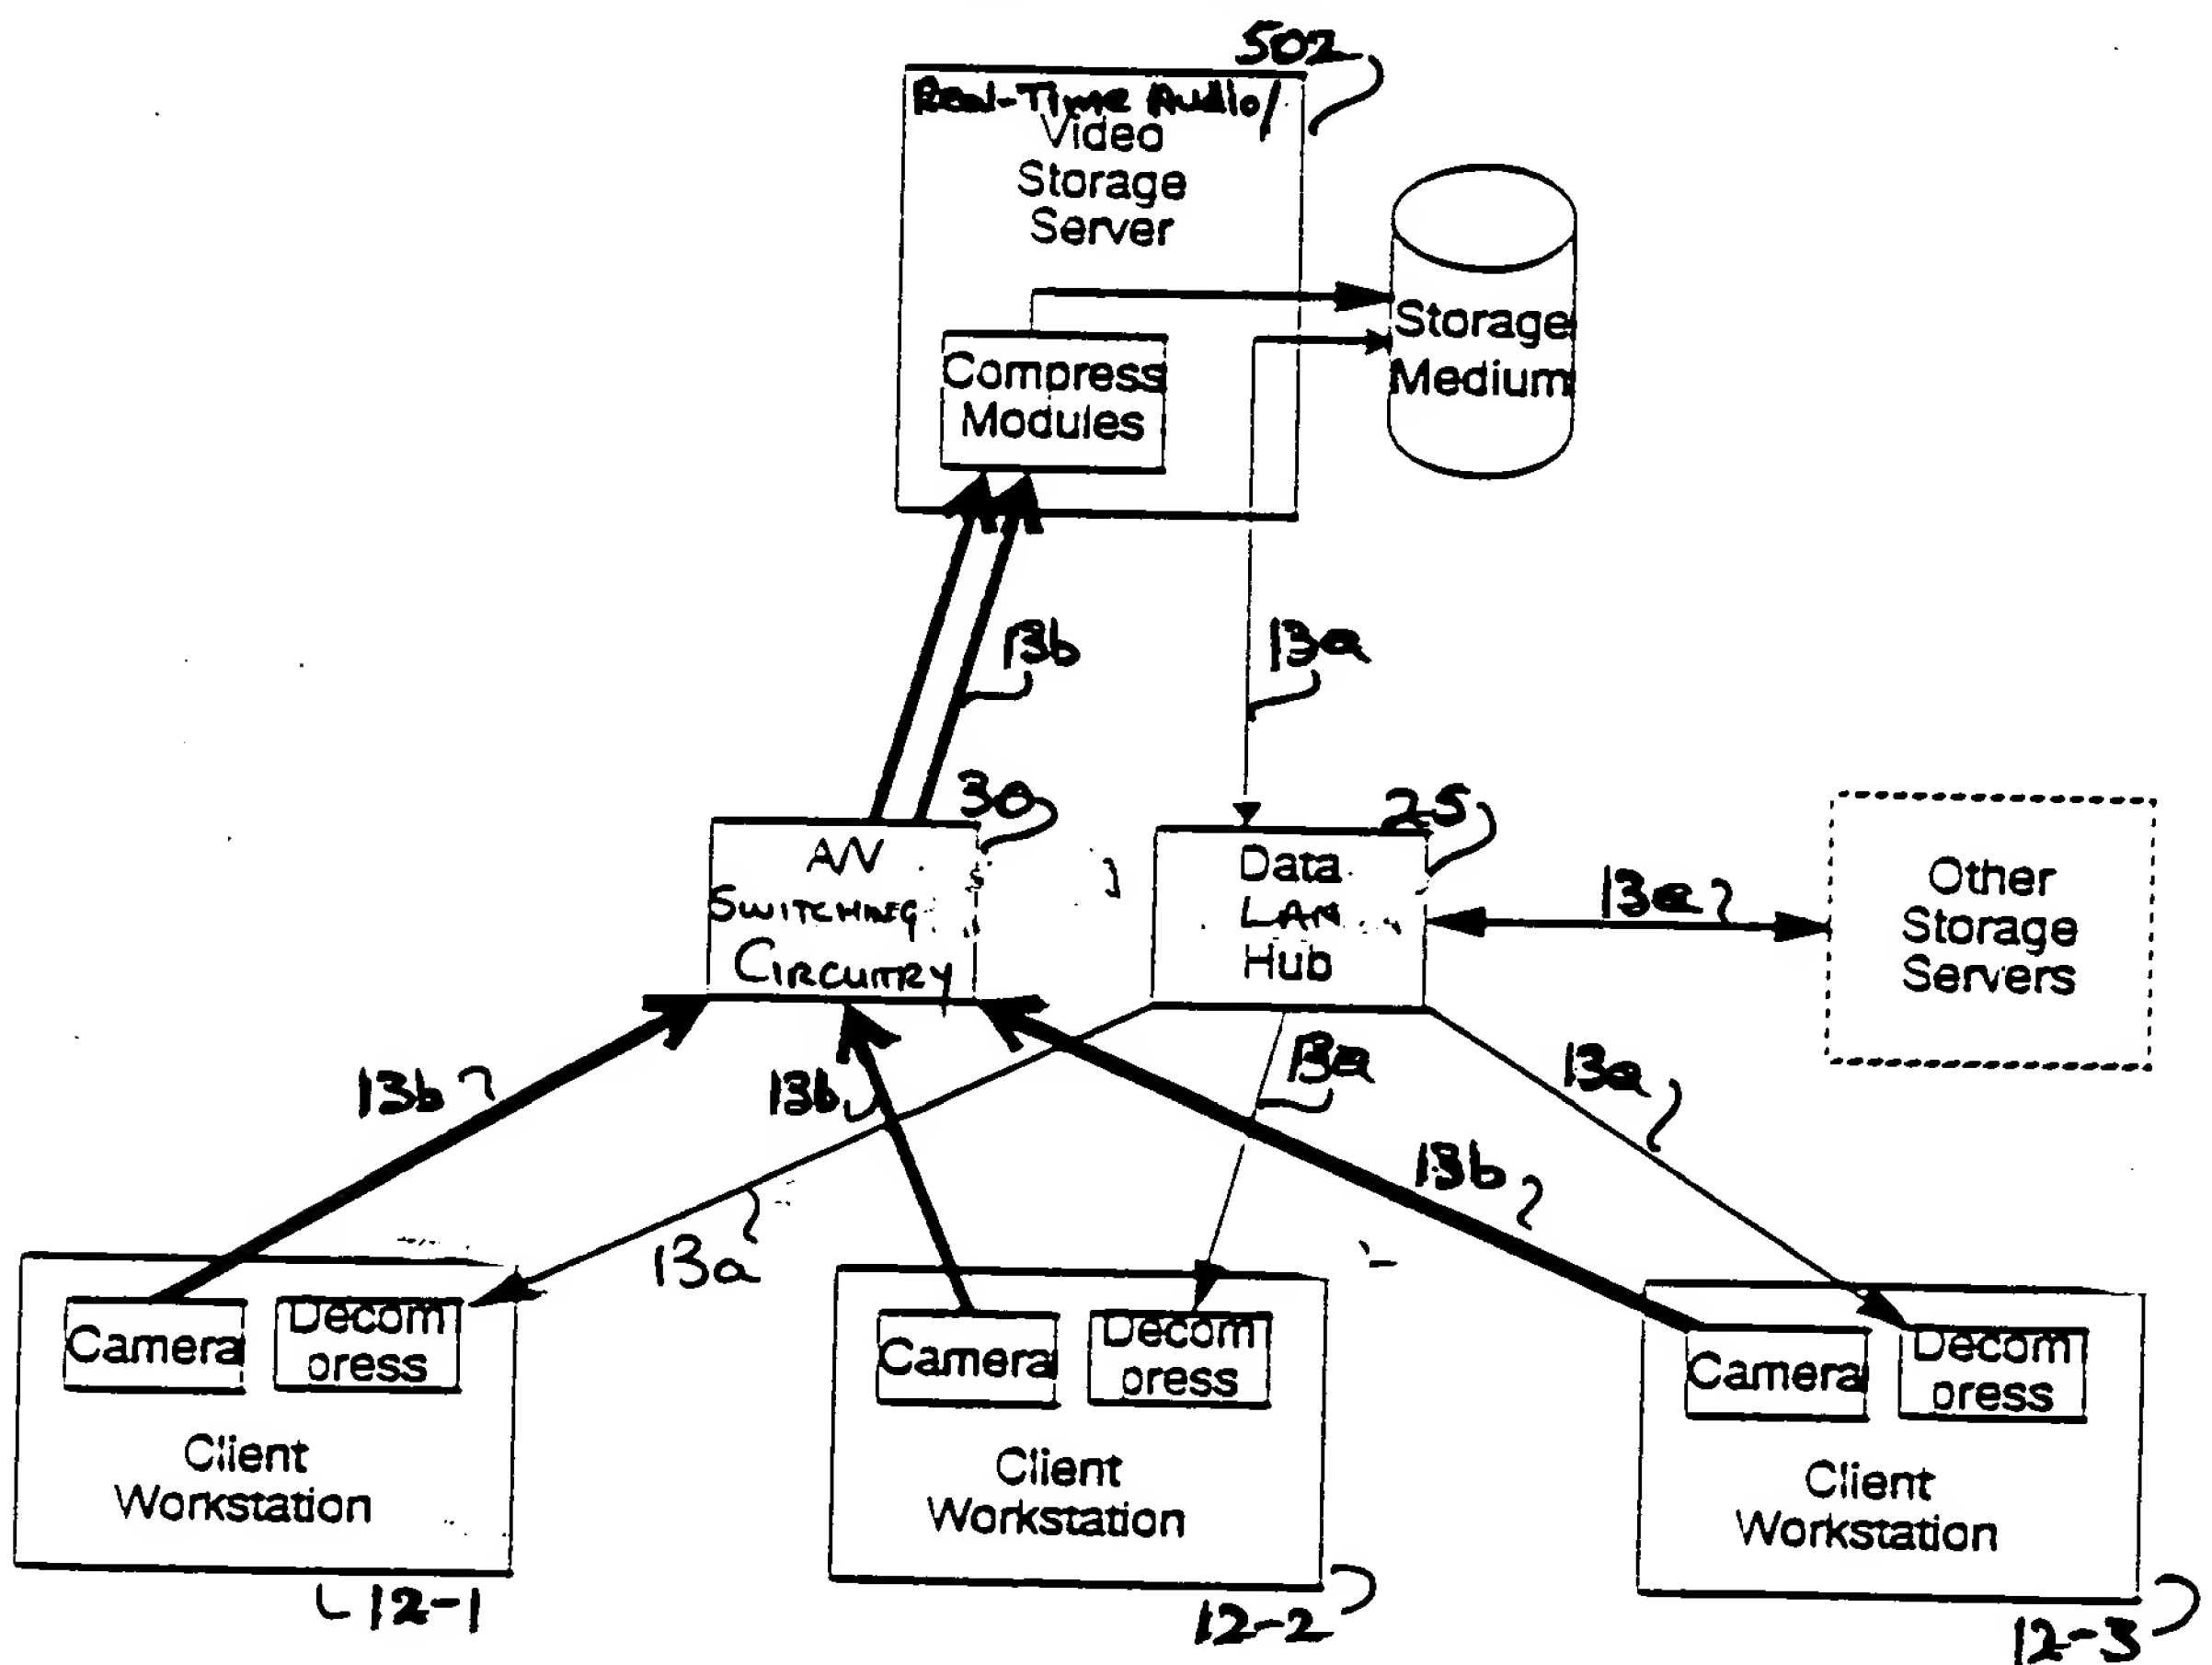 502
Real-Time Audio/
Video
Storage
Server
Storage
Medium
Compress
Modules
13b
13a
30
25
A/V
SWITCHING
CIRCUITRY
Data
LAN
Hub
13a
Other
Storage
Servers
13b
13b
13a
13a
13b
13a
Camera
Decom
press
Client
Workstation
12-1
Camera
Decom
press
Client
Workstation
12-2
Camera
Decom
press
Client
Workstation
12-3